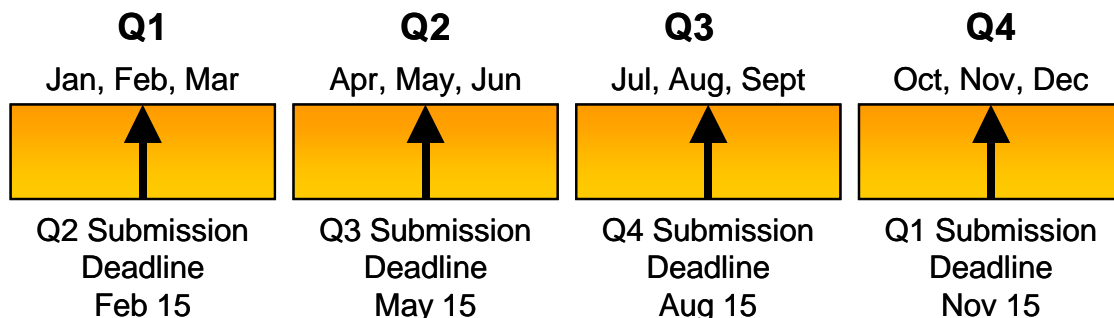 Q1
Jan, Feb, Mar
Q2 Submission
Deadline
Feb 15
Q2
Apr, May, Jun
Q3 Submission
Deadline
May 15
Q3
Jul, Aug, Sept
Q4 Submission
Deadline
Aug 15
Q4
Oct, Nov, Dec
Q1 Submission
Deadline
Nov 15